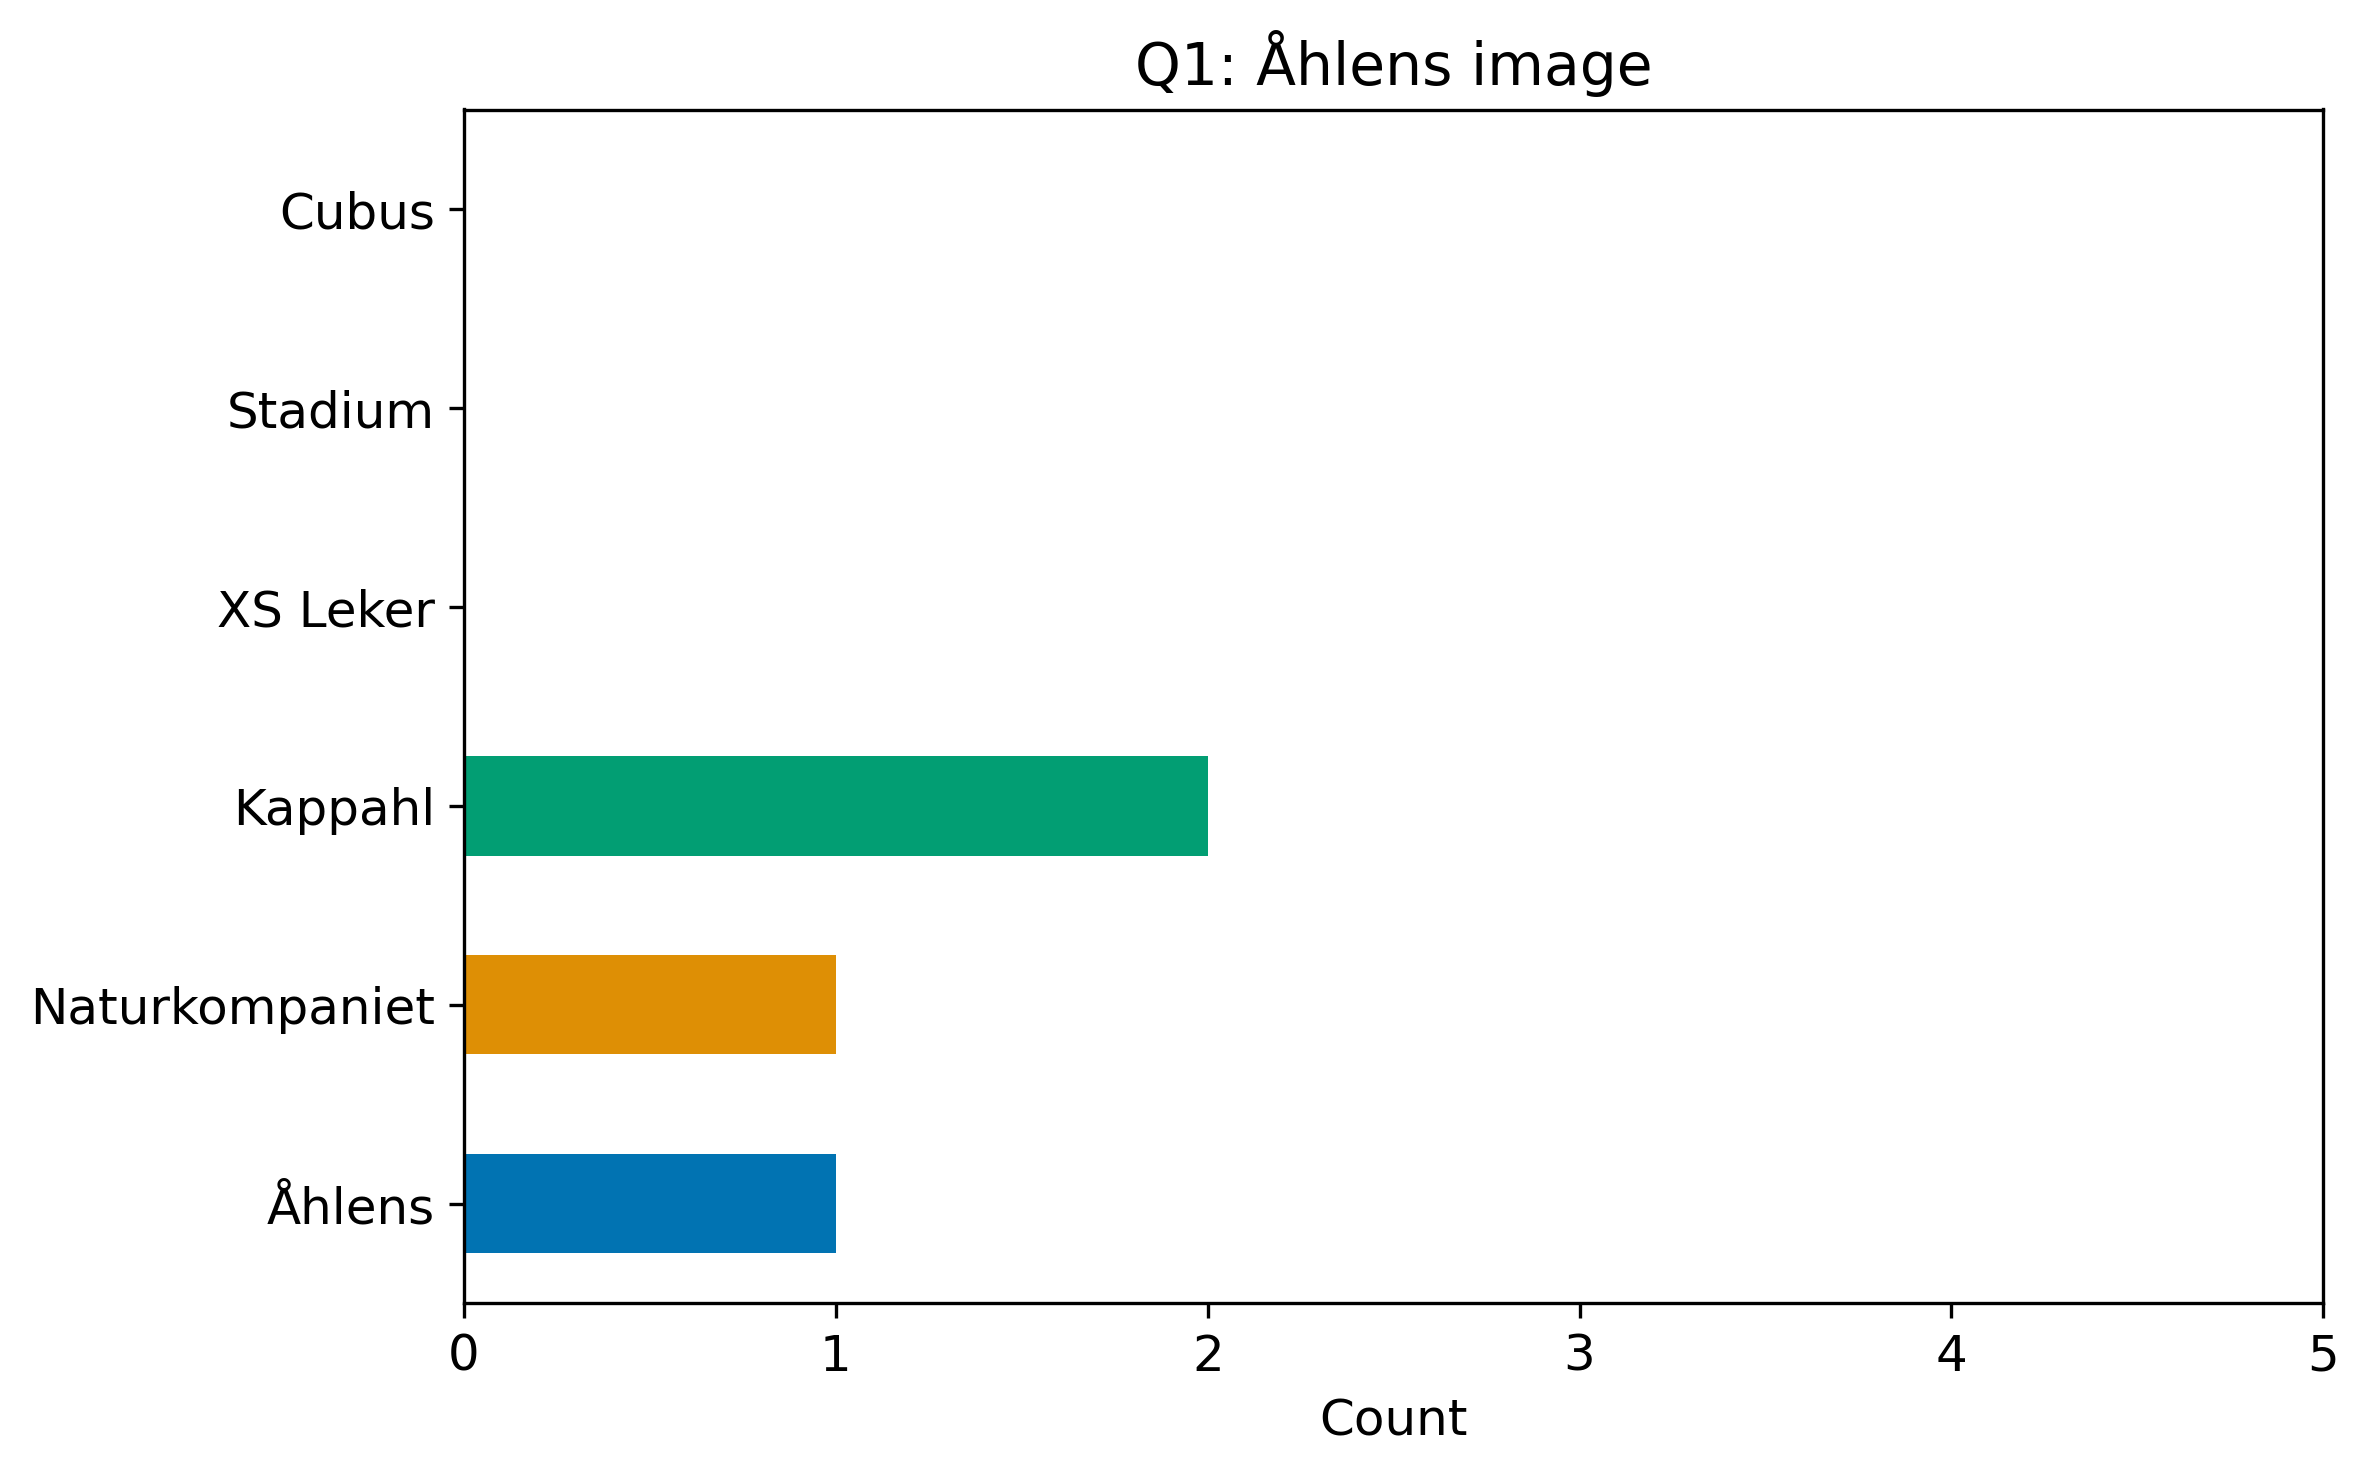 Q1: Åhlens image
Cubus
Stadium
XS Leker
Kappahl
Naturkompaniet
Åhlens
0 1 2 3 4 5
Count